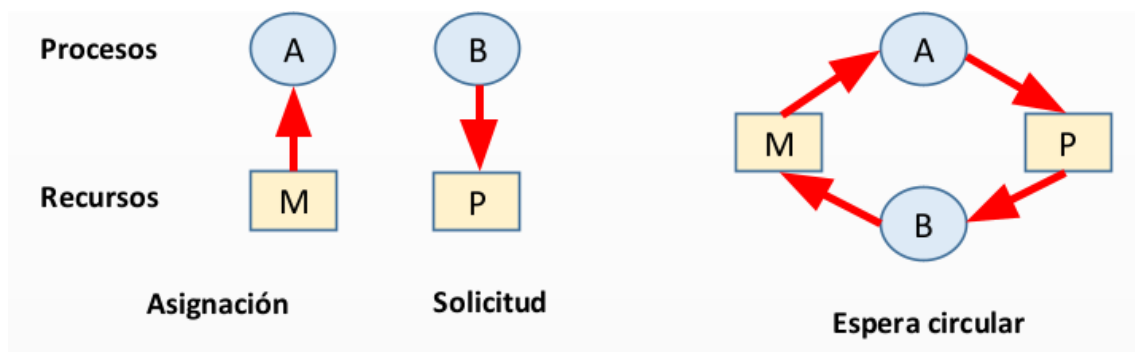 Procesos
A
B
A
M
P
Recursos
M
P
B
Asignación
Solicitud
Espera circular